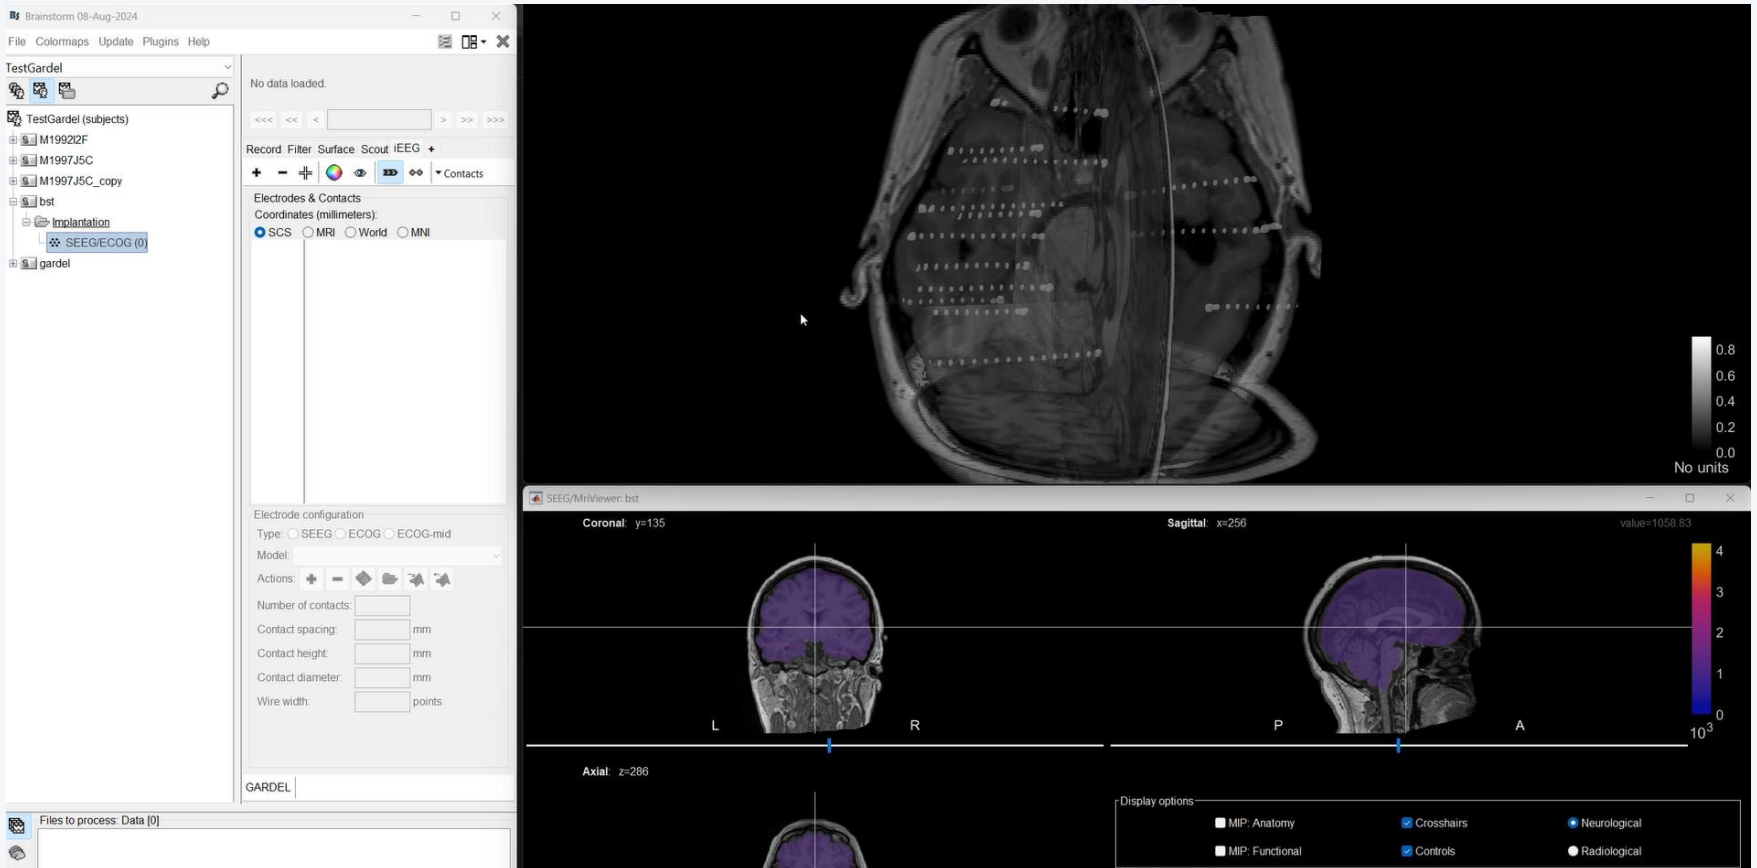 Bs Brainstorm 08-Aug-2024
File Colormaps Update Plugins Help
TestGardel
TestGardel (subjects)
M1992I2F
M1997J5C
M1997J5C_copy
bst
Implantation
SEEG/ECOG (0)
gardel
No data loaded.
<<< << < > >> >>>
Record Filter Surface Scout iEEG +
Contacts
Electrodes & Contacts
Coordinates (millimeters):
SCS MRI World MNI
Electrode configuration
Type: SEEG ECOG ECOG-mid
Model:
Actions:
Number of contacts:
Contact spacing: mm
Contact height: mm
Contact diameter: mm
Wire width: points
GARDEL
Files to process: Data [0]
0.8
0.6
0.4
0.2
0.0
No units
SEEG/MriViewer: bst
Coronal: y=135
Sagittal: x=256
value=1058.83
4
3
2
1
0
10³
L R
P A
Axial: z=286
Display options
MIP: Anatomy Crosshairs Neurological
MIP: Functional Controls Radiological